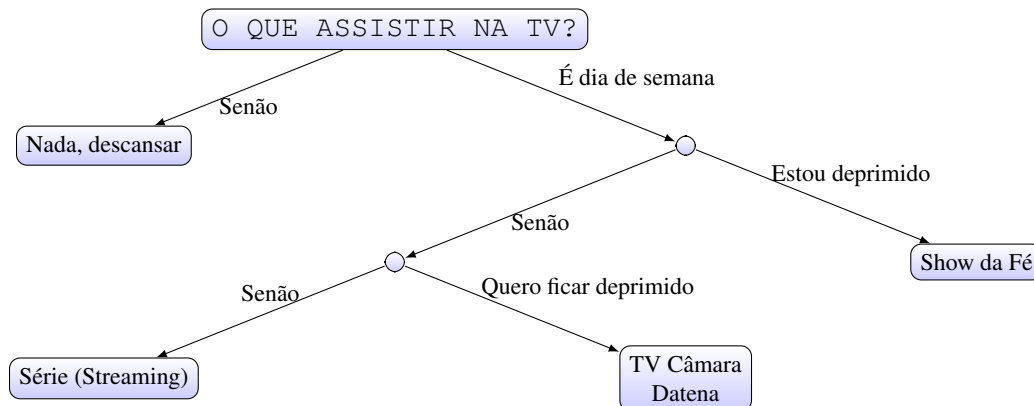 O QUE ASSISTIR NA TV?
É dia de semana
Senão
Nada, descansar
Estou deprimido
Senão
Show da Fé
Quero ficar deprimido
Senão
TV Câmara
Datena
Série (Streaming)